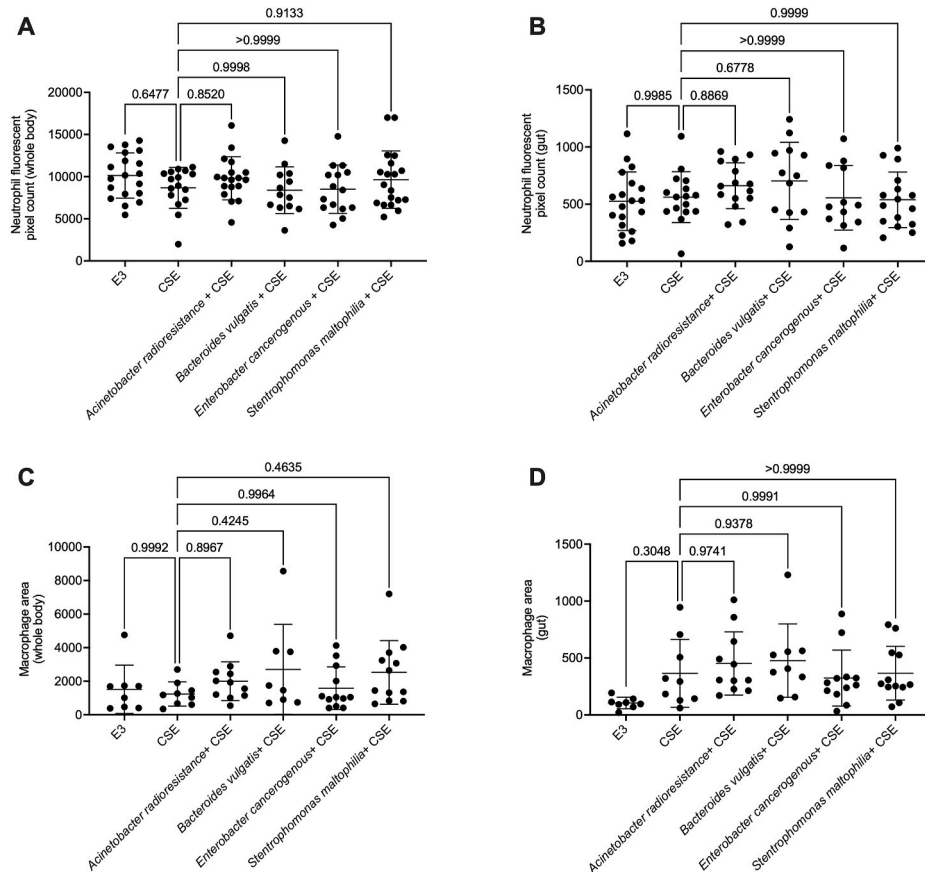 A
0.9133
>0.9999
0.9998
0.6477 0.8520
20000
15000
10000
5000
0
Neutrophil fluorescent
pixel count (whole body)
E3
CSE
Acinetobacter radioresistance + CSE
Bacteroides vulgatis + CSE
Enterobacter cancerogenous + CSE
Stentrophomonas maltophilia + CSE
B
0.9999
>0.9999
0.6778
0.9985 0.8869
1500
1000
500
0
Neutrophil fluorescent
pixel count (gut)
E3
CSE
Acinetobacter radioresistance+ CSE
Bacteroides vulgatis+ CSE
Enterobacter cancerogenous+ CSE
Stentrophomonas maltophilia+ CSE
C
0.4635
0.9964
0.4245
0.9992 0.8967
10000
8000
6000
4000
2000
0
Macrophage area
(whole body)
E3
CSE
Acinetobacter radioresistance+ CSE
Bacteroides vulgatis+ CSE
Enterobacter cancerogenous+ CSE
Stentrophomonas maltophilia+ CSE
D
>0.9999
0.9991
0.9378
0.3048 0.9741
1500
1000
500
0
Macrophage area
(gut)
E3
CSE
Acinetobacter radioresistance+ CSE
Bacteroides vulgatis+ CSE
Enterobacter cancerogenous+ CSE
Stentrophomonas maltophilia+ CSE